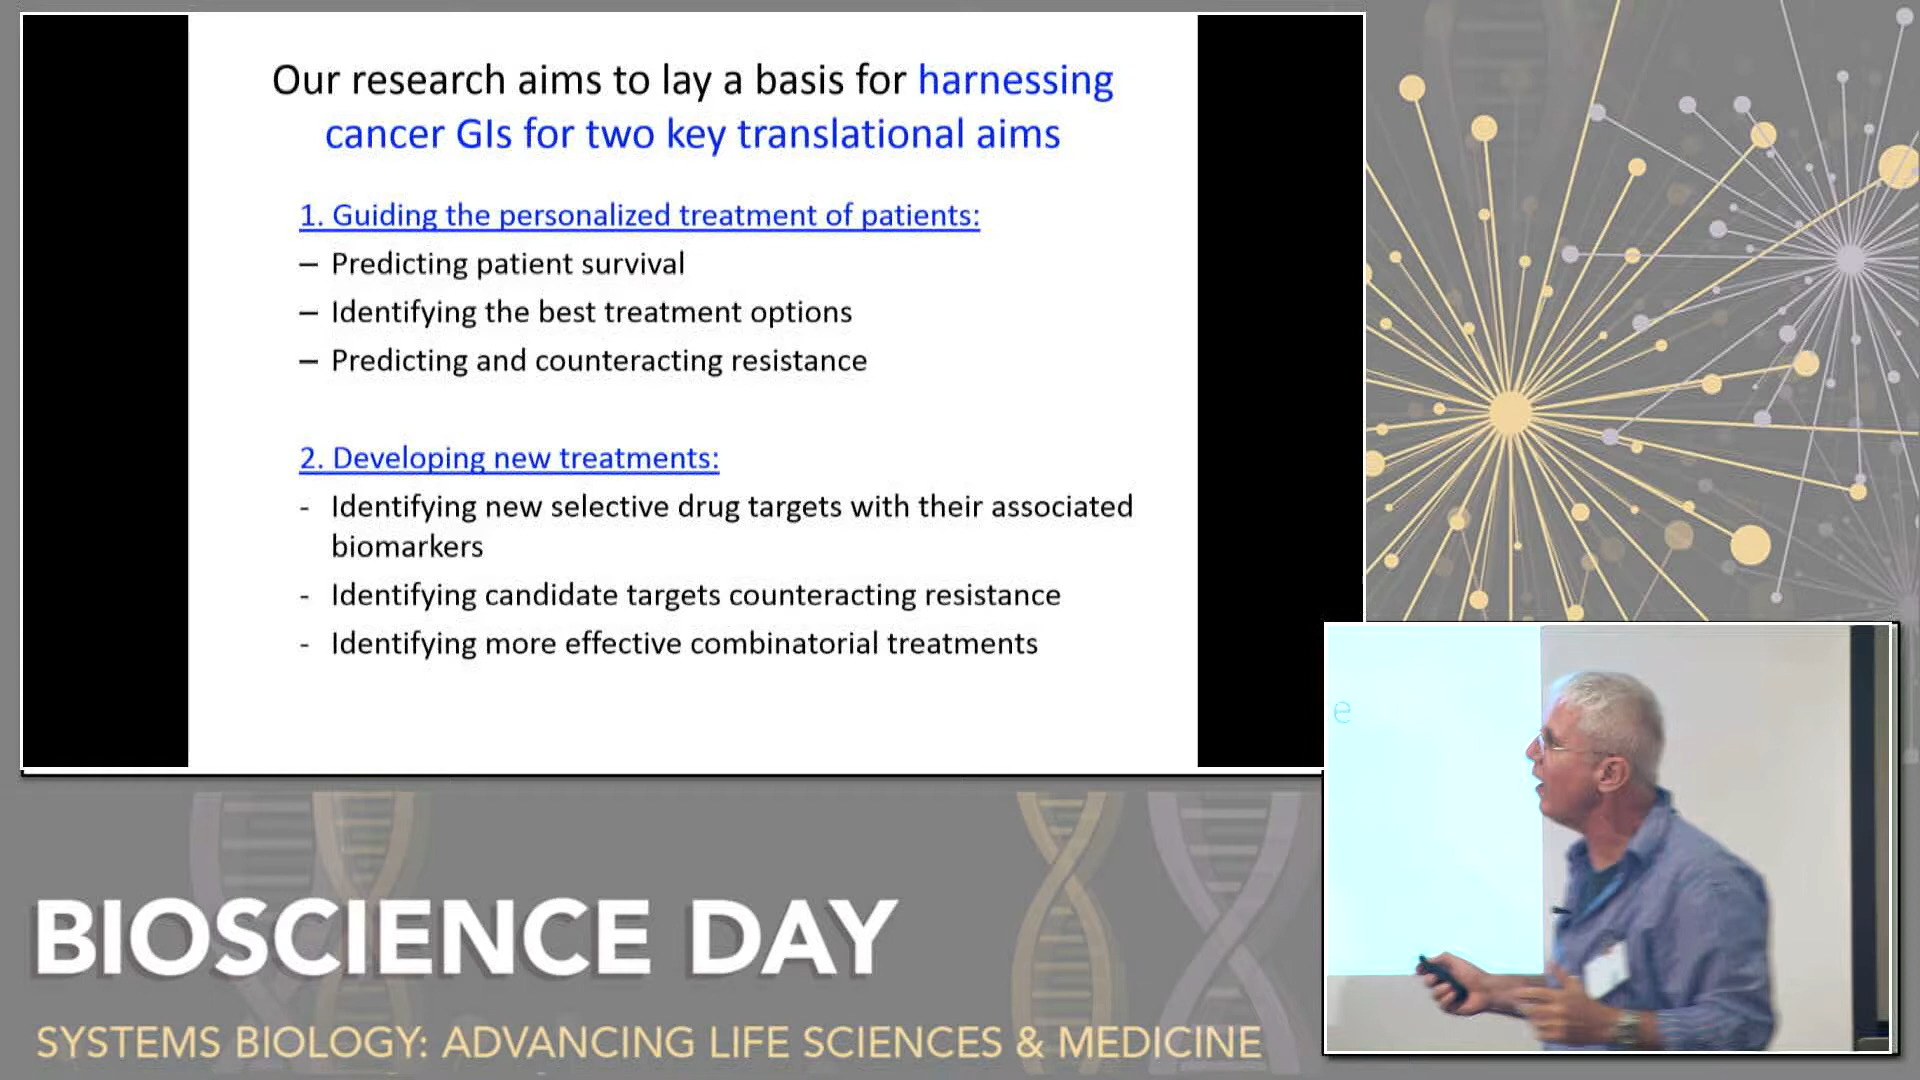 Our research aims to lay a basis for harnessing
cancer GIs for two key translational aims
1. Guiding the personalized treatment of patients:
– Predicting patient survival
– Identifying the best treatment options
– Predicting and counteracting resistance
2. Developing new treatments:
- Identifying new selective drug targets with their associated
biomarkers
- Identifying candidate targets counteracting resistance
- Identifying more effective combinatorial treatments
e
BIOSCIENCE DAY
SYSTEMS BIOLOGY: ADVANCING LIFE SCIENCES & MEDICINE